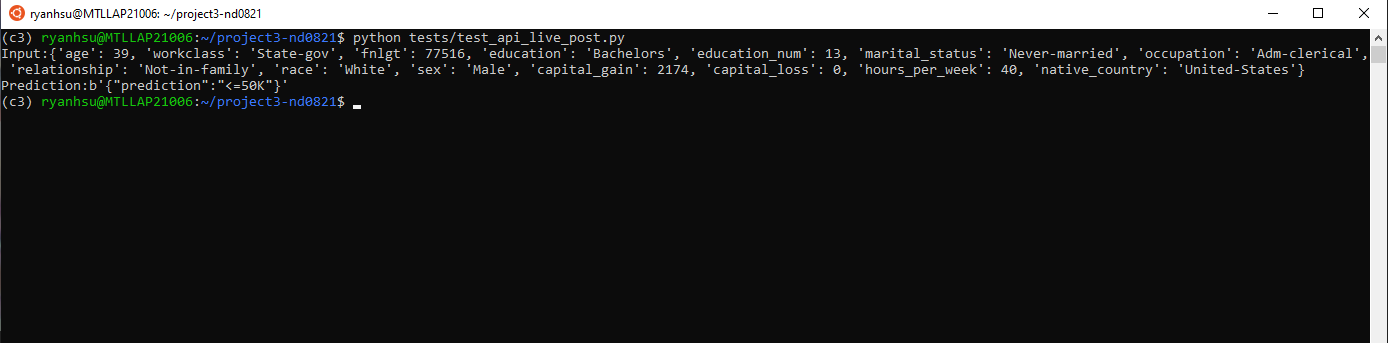 ryanhsu@MTLLAP21006: ~/project3-nd0821
(c3) ryanhsu@MTLLAP21006:~/project3-nd0821$ python tests/test_api_live_post.py
Input:{'age': 39, 'workclass': 'State-gov', 'fnlgt': 77516, 'education': 'Bachelors', 'education_num': 13, 'marital_status': 'Never-married', 'occupation': 'Adm-clerical',
'relationship': 'Not-in-family', 'race': 'White', 'sex': 'Male', 'capital_gain': 2174, 'capital_loss': 0, 'hours_per_week': 40, 'native_country': 'United-States'}
Prediction:b'{"prediction":"<=50K"}'
(c3) ryanhsu@MTLLAP21006:~/project3-nd0821$